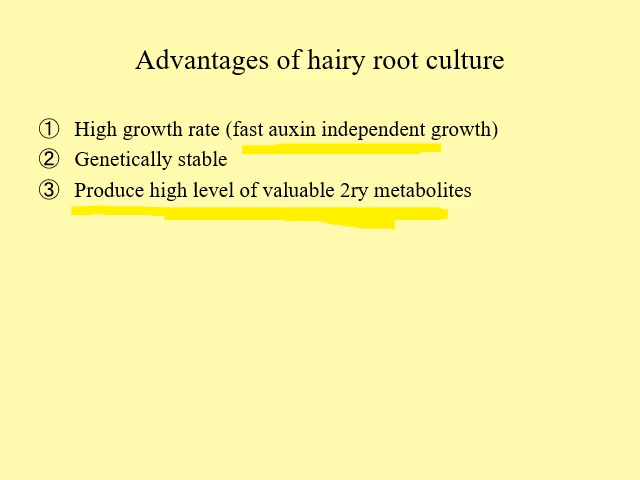 Advantages of hairy root culture
① High growth rate (fast auxin independent growth)
② Genetically stable
③ Produce high level of valuable 2ry metabolites